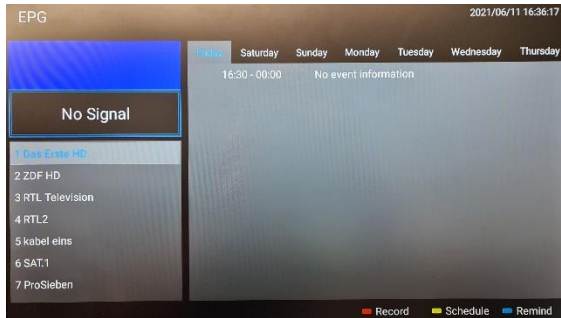 EPG
2021/06/11 16:36:17
Friday Saturday Sunday Monday Tuesday Wednesday Thursday
16:30 - 00:00 No event information
No Signal
1 Das Erste HD
2 ZDF HD
3 RTL Television
4 RTL2
5 kabel eins
6 SAT.1
7 ProSieben
Record Schedule Remind